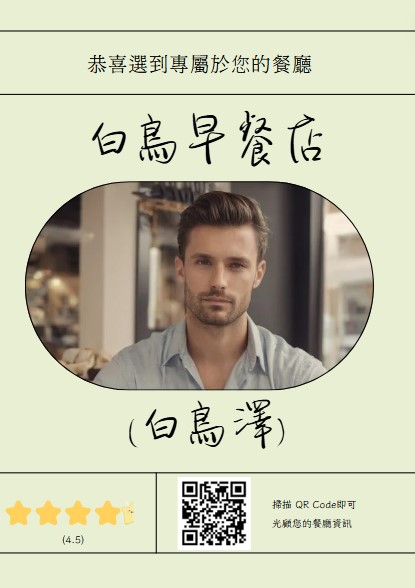 恭喜選到專屬於您的餐廳
白鳥早餐店
(白鳥澤)
(4.5)
掃描 QR Code即可
光顧您的餐廳資訊